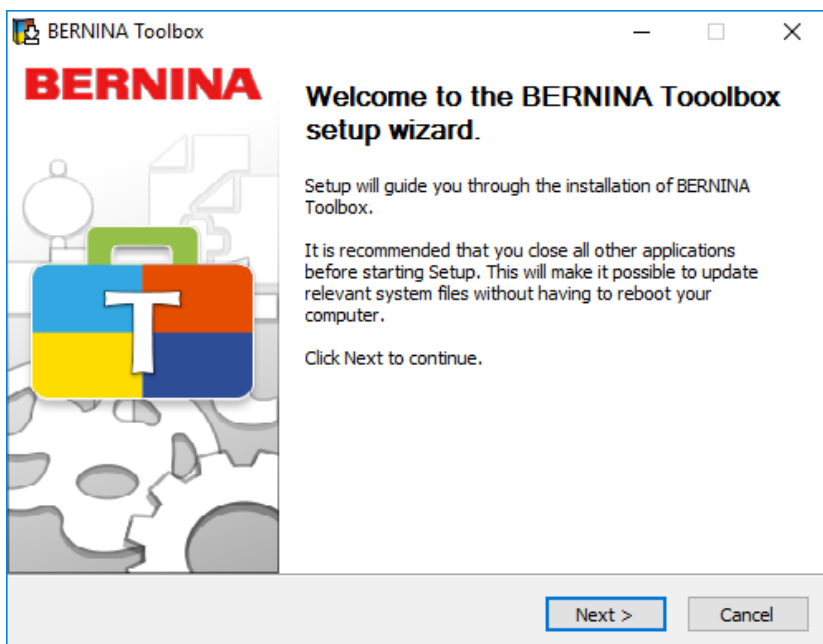 BERNINA Toolbox
BERNINA
Welcome to the BERNINA Tooolbox
setup wizard.
Setup will guide you through the installation of BERNINA
Toolbox.
It is recommended that you close all other applications
before starting Setup. This will make it possible to update
relevant system files without having to reboot your
computer.
Click Next to continue.
T
Next >
Cancel